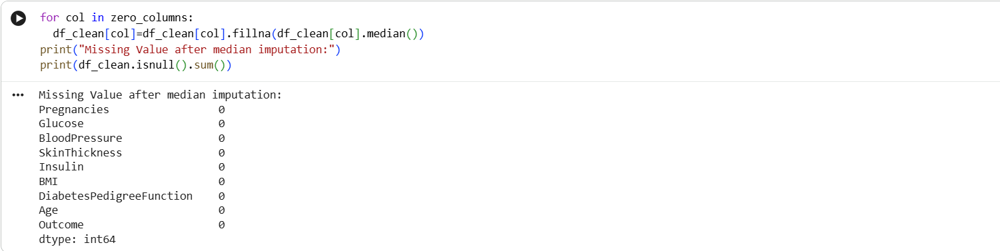 for col in zero_columns:
  df_clean[col]=df_clean[col].fillna(df_clean[col].median())
print("Missing Value after median imputation:")
print(df_clean.isnull().sum())
Missing Value after median imputation:
Pregnancies                 0
Glucose                     0
BloodPressure               0
SkinThickness               0
Insulin                     0
BMI                         0
DiabetesPedigreeFunction    0
Age                         0
Outcome                     0
dtype: int64